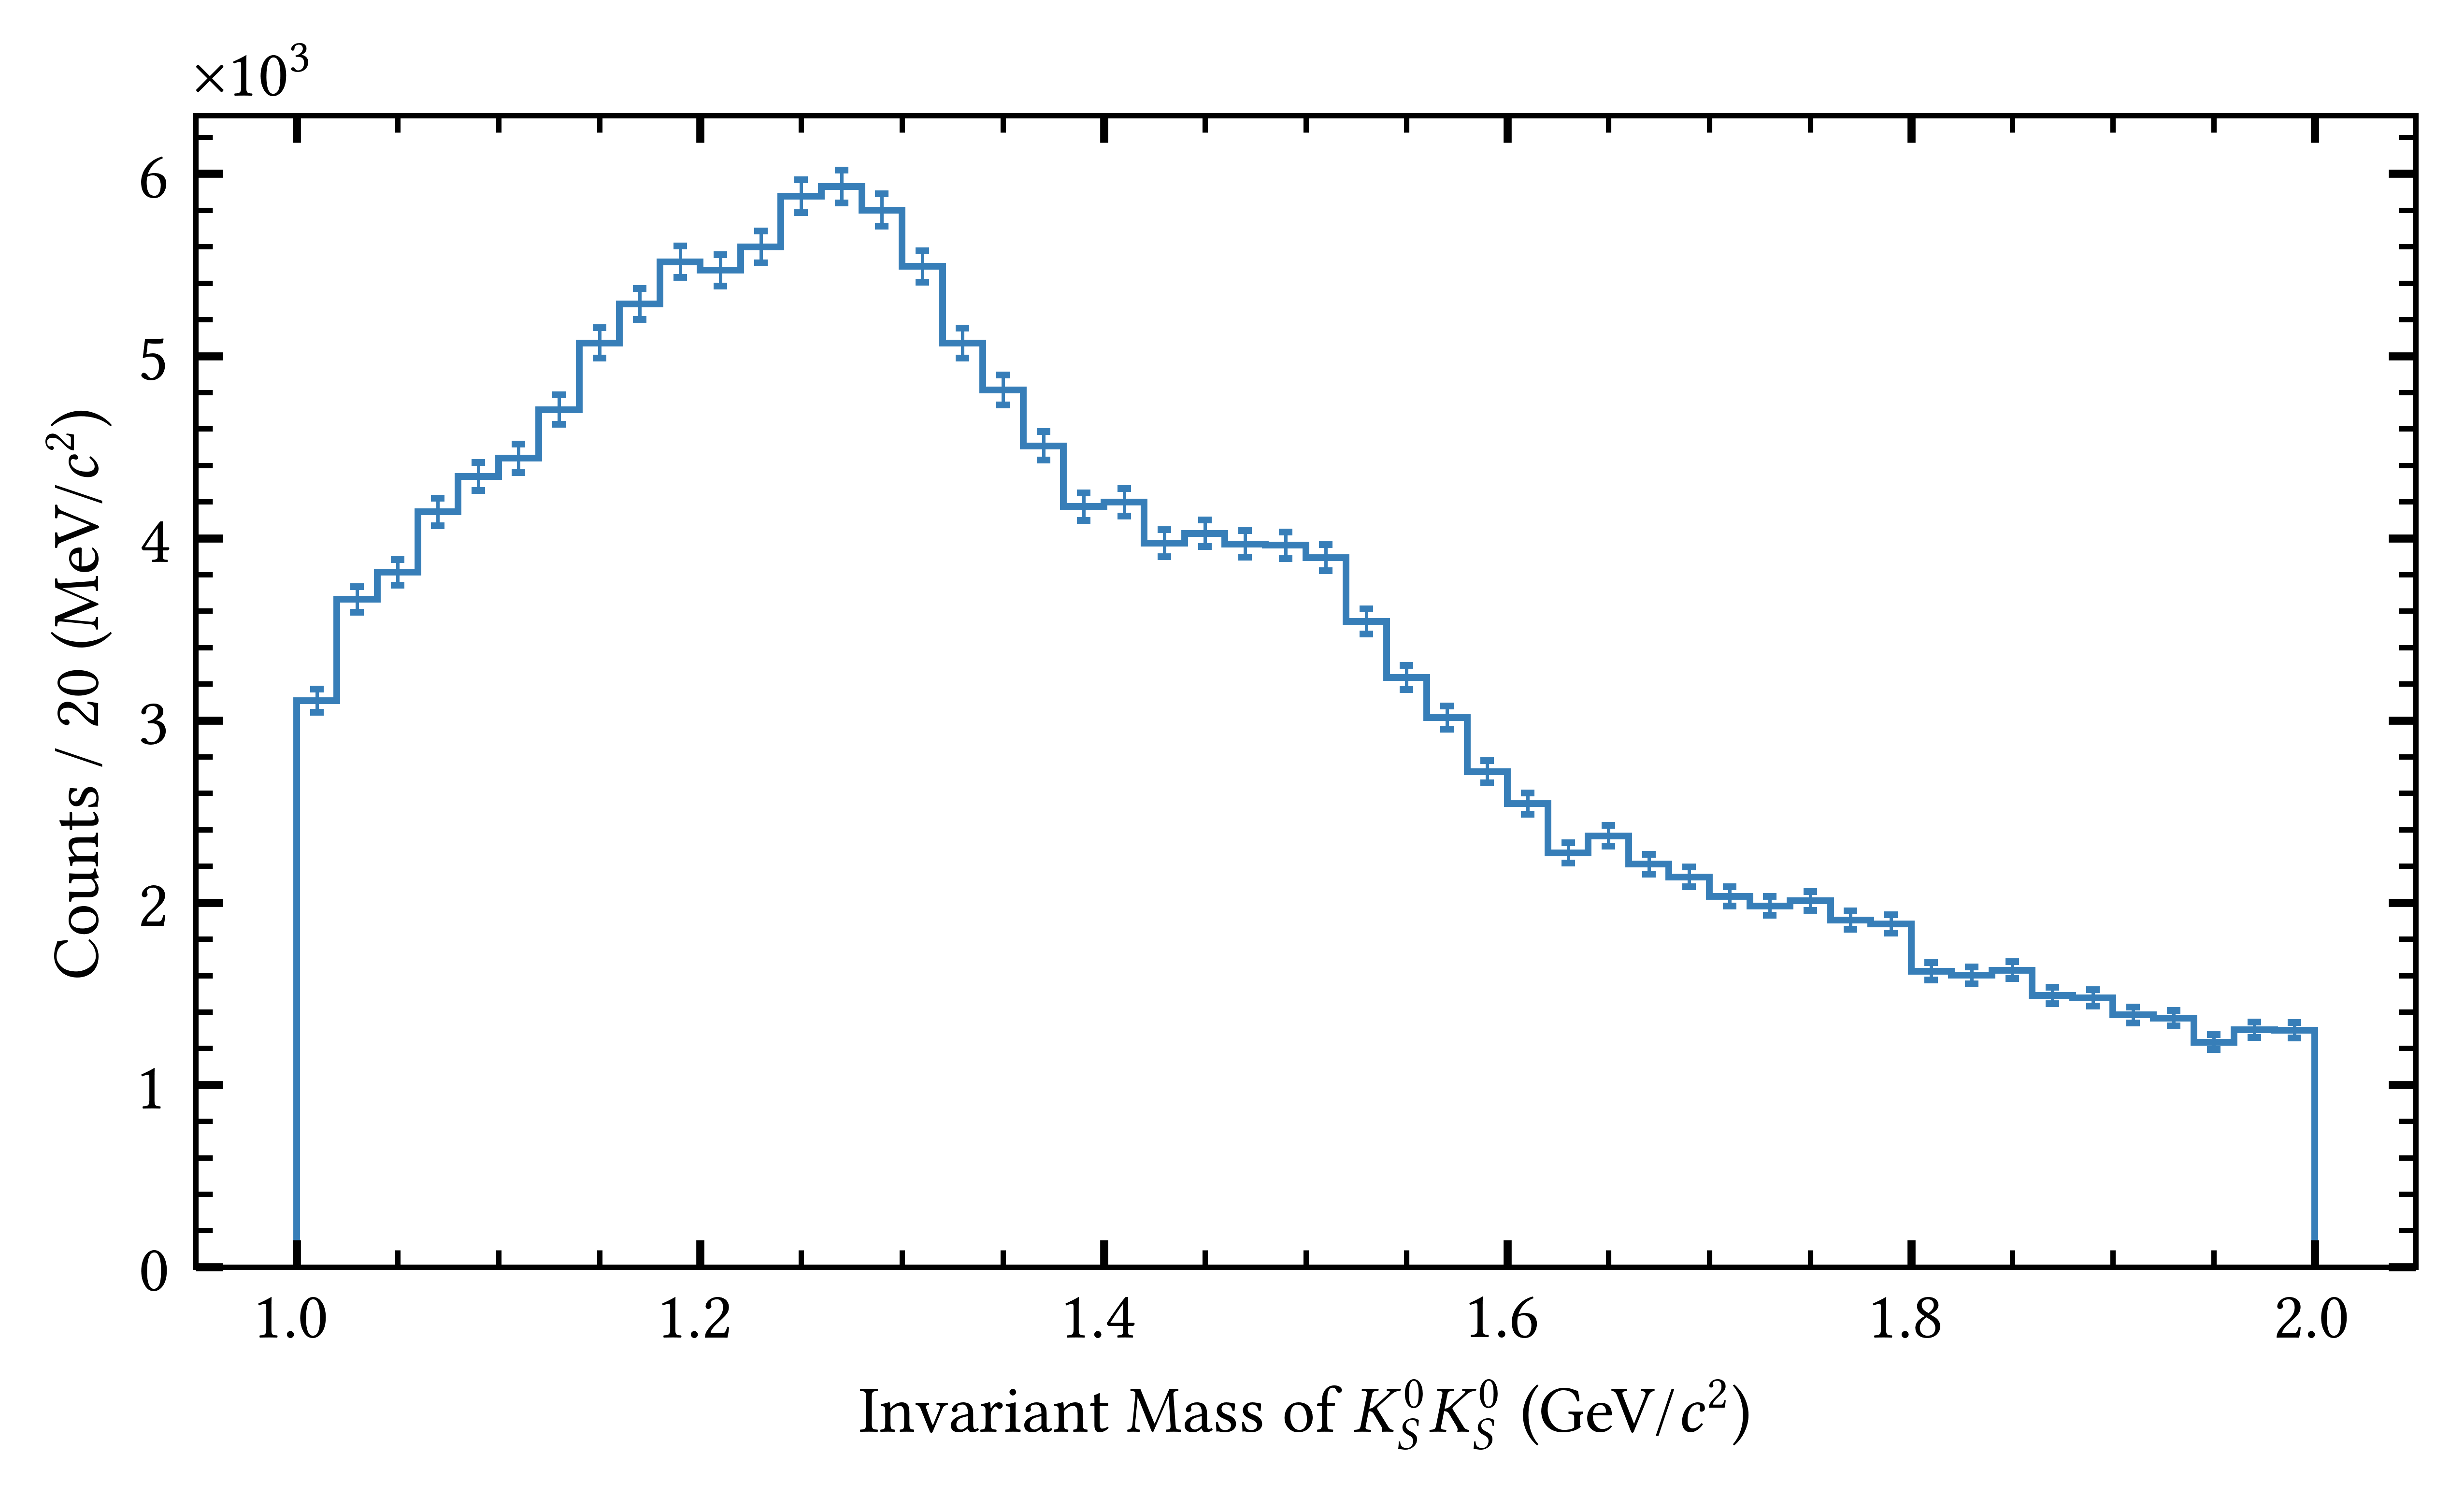 ×10³
6
5
4
3
2
1
0
Counts / 20 (MeV/c²)
1.0 1.2 1.4 1.6 1.8 2.0
Invariant Mass of K⁰_S K⁰_S (GeV/c²)